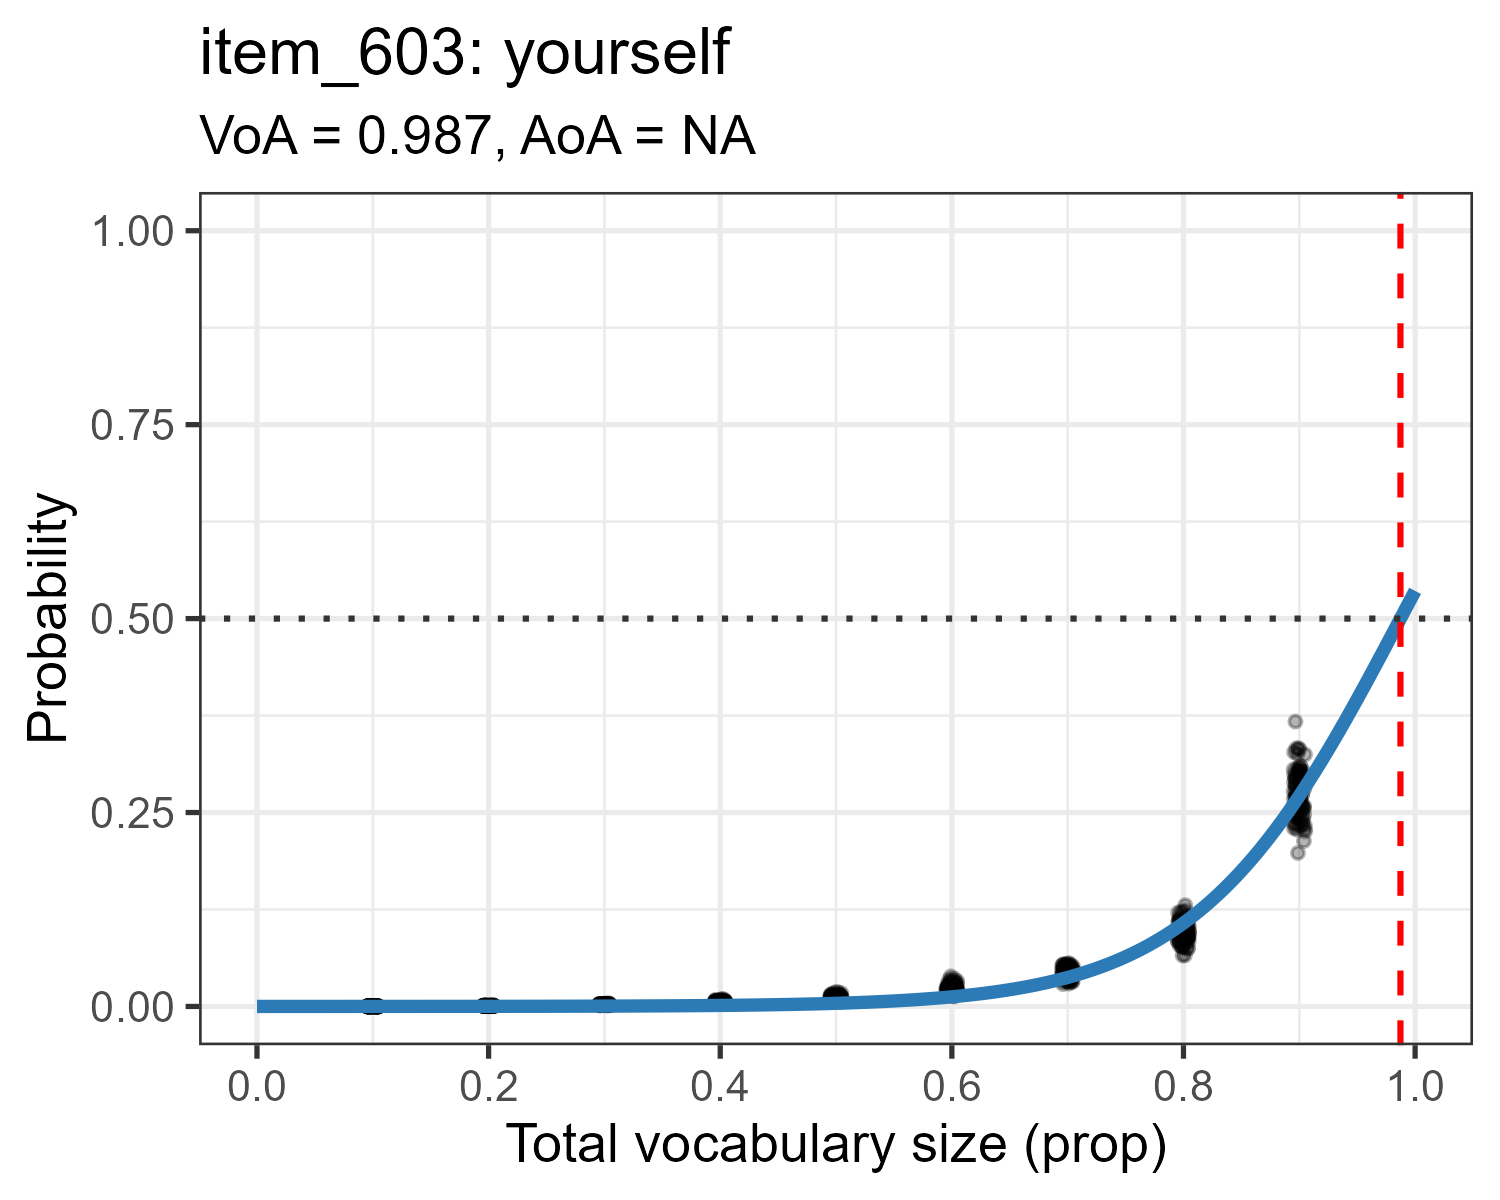 item_603: yourself
VoA = 0.987, AoA = NA
1.00
0.75
0.50
0.25
0.00
Probability
0.0 0.2 0.4 0.6 0.8 1.0
Total vocabulary size (prop)